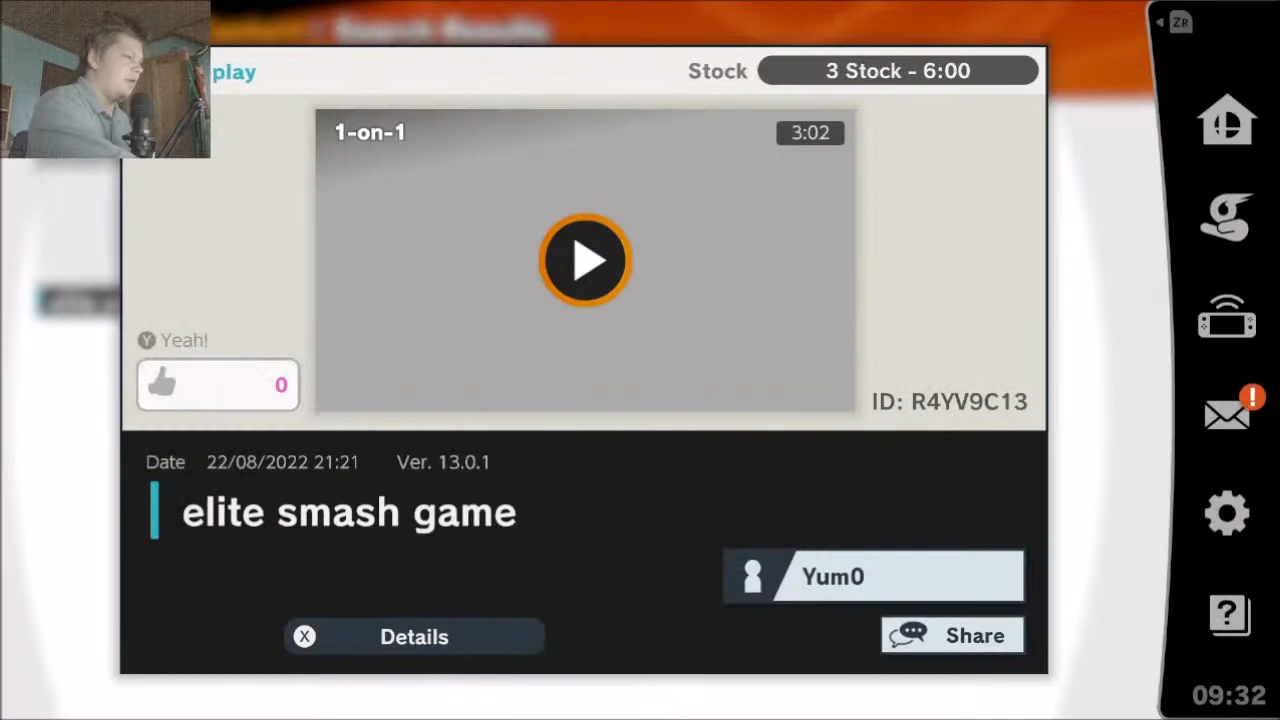 ZR
play
Stock
3 Stock - 6:00
1-on-1
3:02
Y Yeah!
0
ID: R4YV9C13
!
Date 22/08/2022 21:21 Ver. 13.0.1
elite smash game
Yum0
X Details
Share
?
09:32